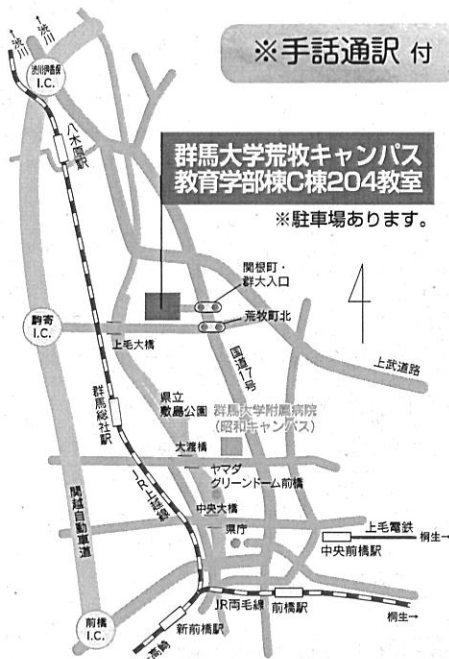 ※手話通訳 付
渋川
渋川
渋川伊香保
I.C.
八木原駅
群馬大学荒牧キャンパス
教育学部棟C棟204教室
※駐車場あります。
関根町・
群大入口
荒牧町北
駒寄
I.C.
上毛大橋
国道17号
上武道路
群馬総社駅
県立
敷島公園
群馬大学附属病院
(昭和キャンパス)
大渡橋
ヤマダ
グリーンドーム前橋
JR上越線
関越自動車道
中央大橋
県庁
上毛電鉄
桐生→
中央前橋駅
JR両毛線
前橋駅
桐生→
前橋
I.C.
新前橋駅
高崎